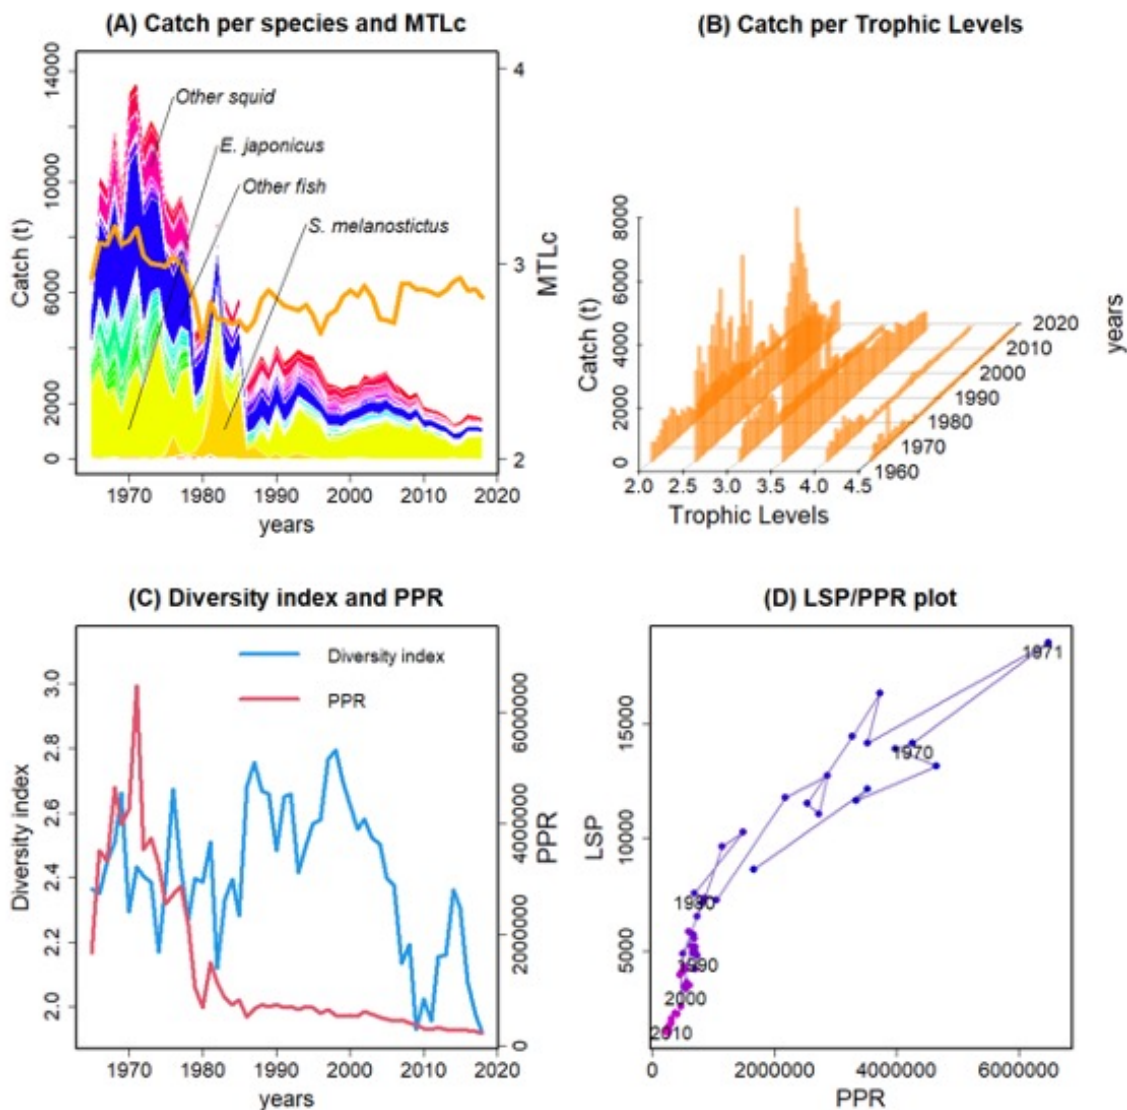 (A) Catch per species and MTLc
14000
10000
6000
2000
0
Catch (t)
4
3
2
MTLc
Other squid
E. japonicus
Other fish
S. melanostictus
1970 1980 1990 2000 2010 2020
years
(B) Catch per Trophic Levels
8000
6000
4000
2000
0
Catch (t)
2020
2010
2000
1990
1980
1970
1960
years
2.0 2.5 3.0 3.5 4.0 4.5
Trophic Levels
(C) Diversity index and PPR
Diversity index
PPR
3.0
2.8
2.6
2.4
2.2
2.0
Diversity index
6000000
4000000
2000000
0
PPR
1970 1980 1990 2000 2010 2020
years
(D) LSP/PPR plot
15000
10000
5000
LSP
1971
1970
1980
1990
2000
2010
0 2000000 4000000 6000000
PPR